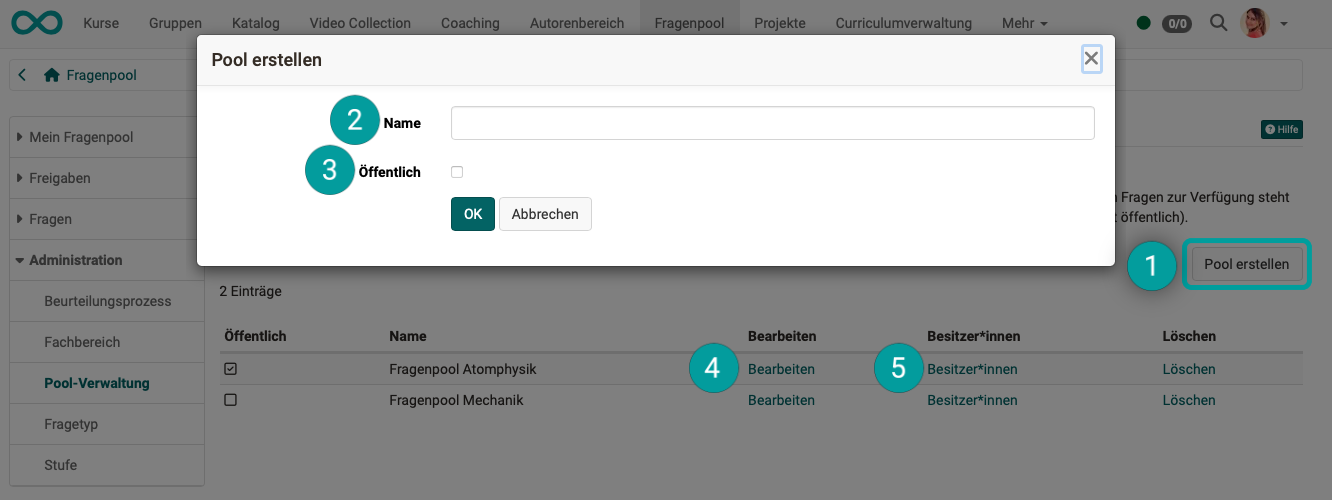 Kurse Gruppen Katalog Video Collection Coaching Autorenbereich Fragenpool Projekte Curriculumverwaltung Mehr 0/0
Pool erstellen
Fragenpool
2 Name
3 Öffentlich
OK Abbrechen
Mein Fragenpool
Freigaben
Fragen
Administration
Beurteilungsprozess
Fachbereich
Pool-Verwaltung
Fragetyp
Stufe
Hilfe
Fragen zur Verfügung steht
öffentlich).
1 Pool erstellen
2 Einträge
Öffentlich Name Bearbeiten Besitzer*innen Löschen
Fragenpool Atomphysik 4 Bearbeiten 5 Besitzer*innen Löschen
Fragenpool Mechanik Bearbeiten Besitzer*innen Löschen